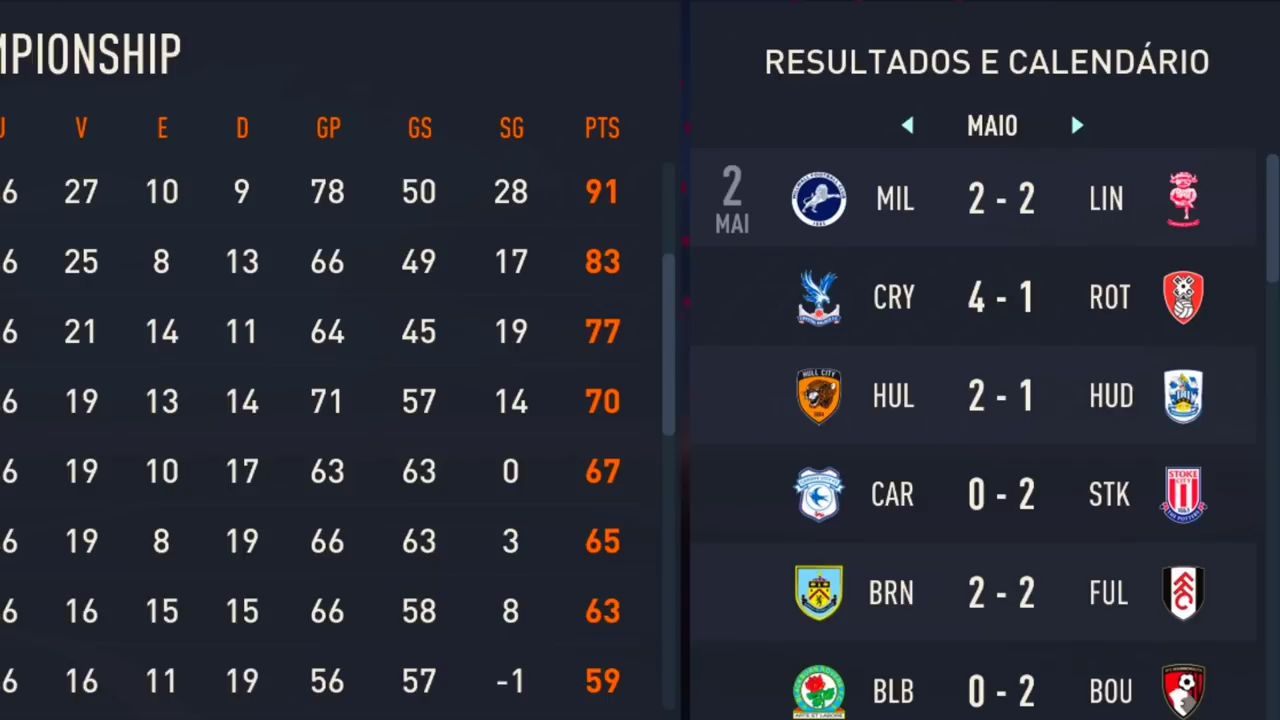 MPIONSHIP
J V E D GP GS SG PTS
6 27 10 9 78 50 28 91
6 25 8 13 66 49 17 83
6 21 14 11 64 45 19 77
6 19 13 14 71 57 14 70
6 19 10 17 63 63 0 67
6 19 8 19 66 63 3 65
6 16 15 15 66 58 8 63
6 16 11 19 56 57 -1 59
RESULTADOS E CALENDÁRIO
MAIO
2
MAI
MIL 2 - 2 LIN
CRY 4 - 1 ROT
HULL CITY
HUL 2 - 1 HUD
CAR 0 - 2 STK
STOKE
CITY
BRN 2 - 2 FUL
BLB 0 - 2 BOU